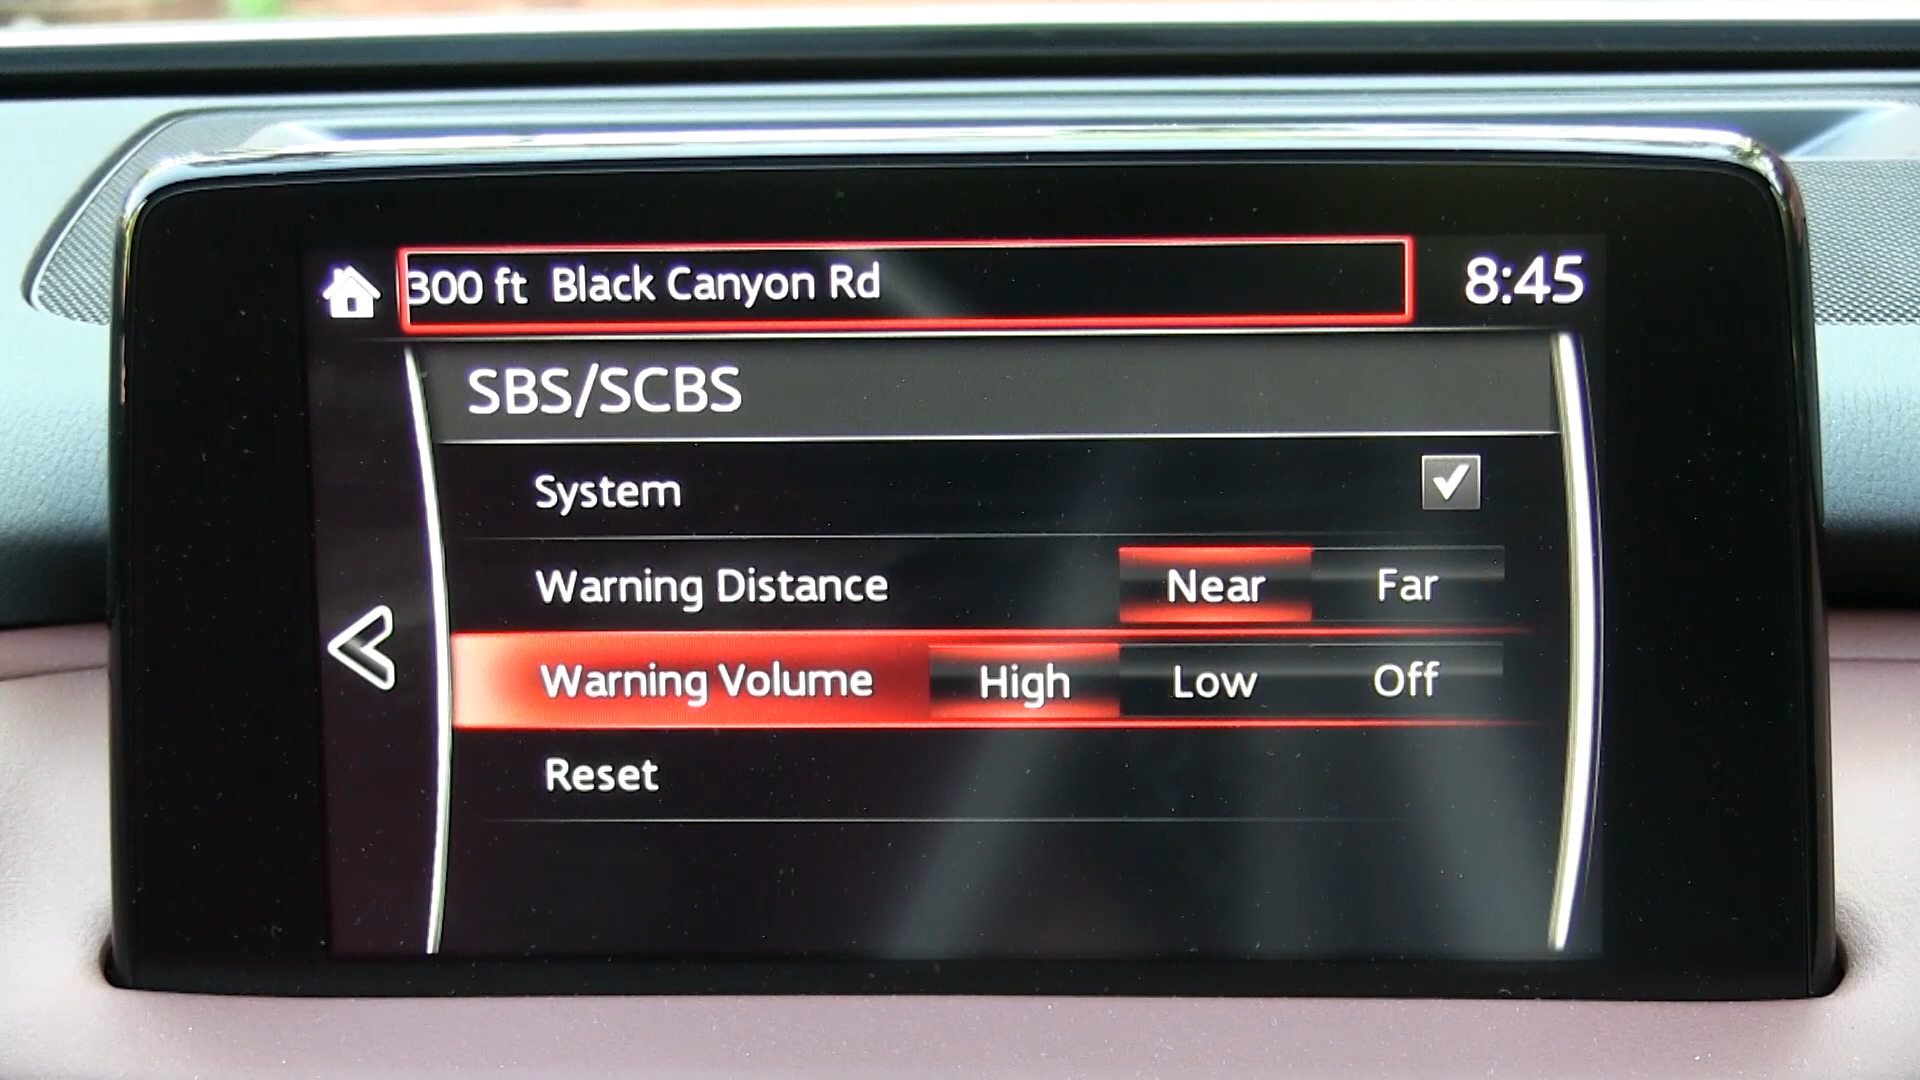 300 ft Black Canyon Rd 8:45
SBS/SCBS
System
Warning Distance Near Far
Warning Volume High Low Off
Reset